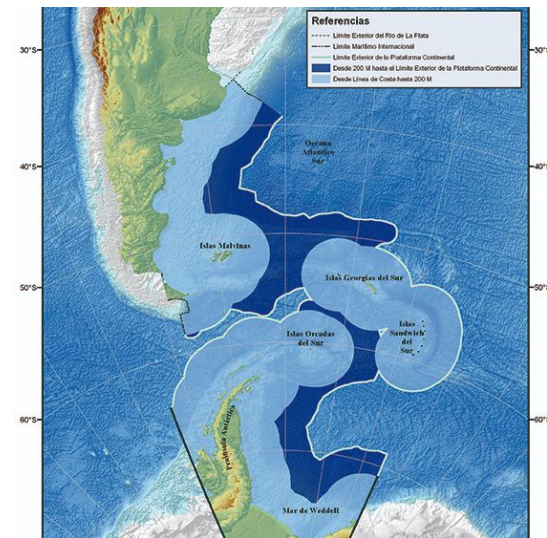 Referencias
Límite Exterior del Río de La Plata
Límite Marítimo Internacional
Límite Exterior de la Plataforma Continental
Desde 200 M hasta el Límite Exterior de la Plataforma Continental
Desde Línea de Costa hasta 200 M
30°S
30°S
Océano
Atlántico
Sur
40°S
40°S
Islas Malvinas
Islas Georgias del Sur
50°S
50°S
Islas Orcadas
del Sur
Islas
Sandwich
del
Sur
60°S
60°S
Península Antártica
Mar de Weddell